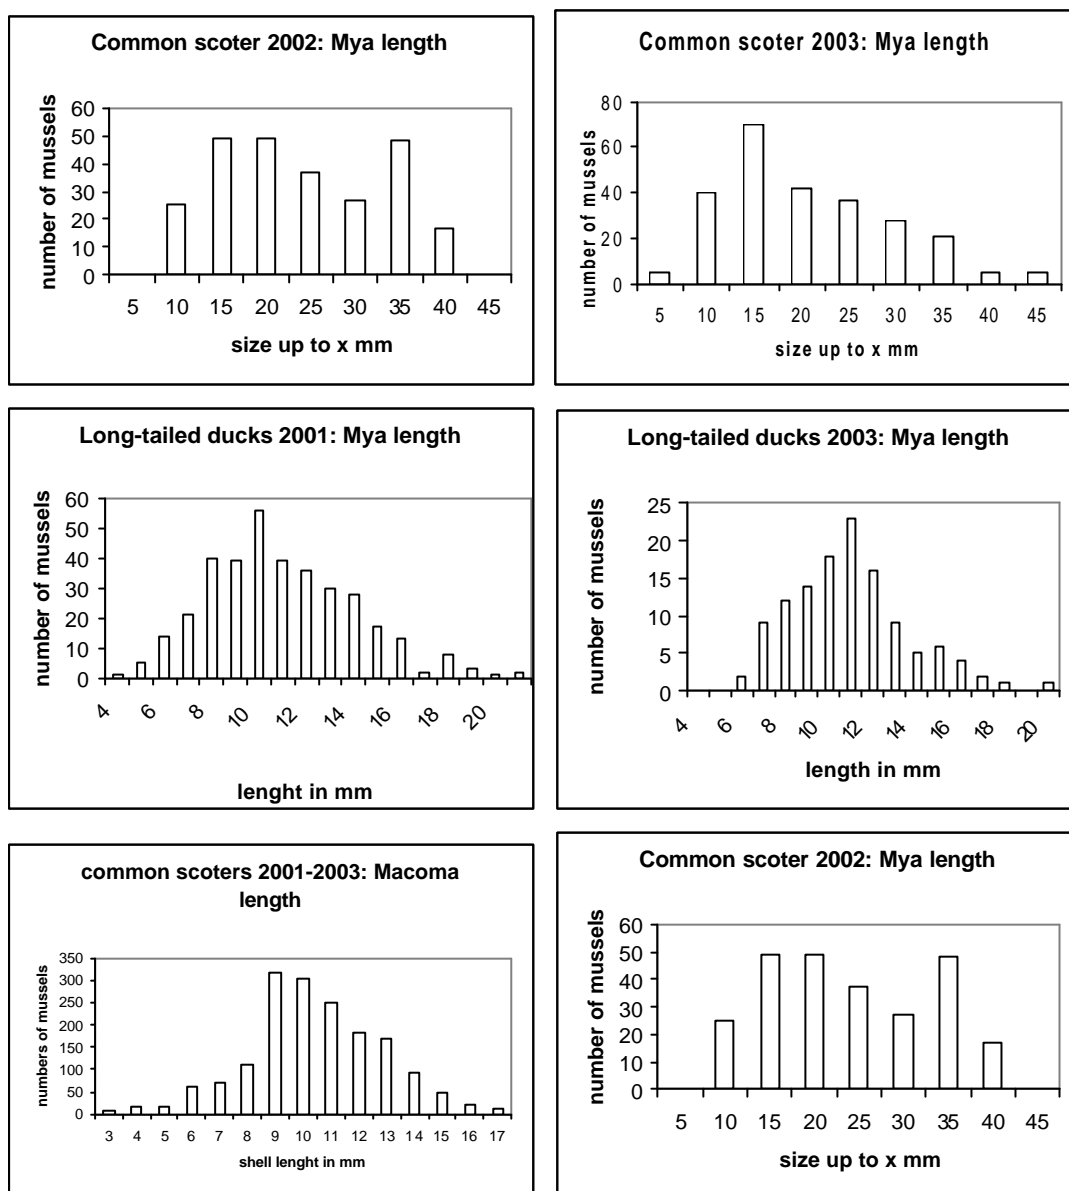 Common scoter 2002: Mya length
number of mussels
60
50
40
30
20
10
0
5 10 15 20 25 30 35 40 45
size up to x mm
Common scoter 2003: Mya length
number of mussels
80
60
40
20
0
5 10 15 20 25 30 35 40 45
size up to x mm
Long-tailed ducks 2001: Mya length
number of mussels
60
50
40
30
20
10
0
4 6 8 10 12 14 16 18 20
lenght in mm
Long-tailed ducks 2003: Mya length
number of mussels
25
20
15
10
5
0
4 6 8 10 12 14 16 18 20
length in mm
common scoters 2001-2003: Macoma
length
numbers of mussels
350
300
250
200
150
100
50
0
3 4 5 6 7 8 9 10 11 12 13 14 15 16 17
shell lenght in mm
Common scoter 2002: Mya length
number of mussels
60
50
40
30
20
10
0
5 10 15 20 25 30 35 40 45
size up to x mm